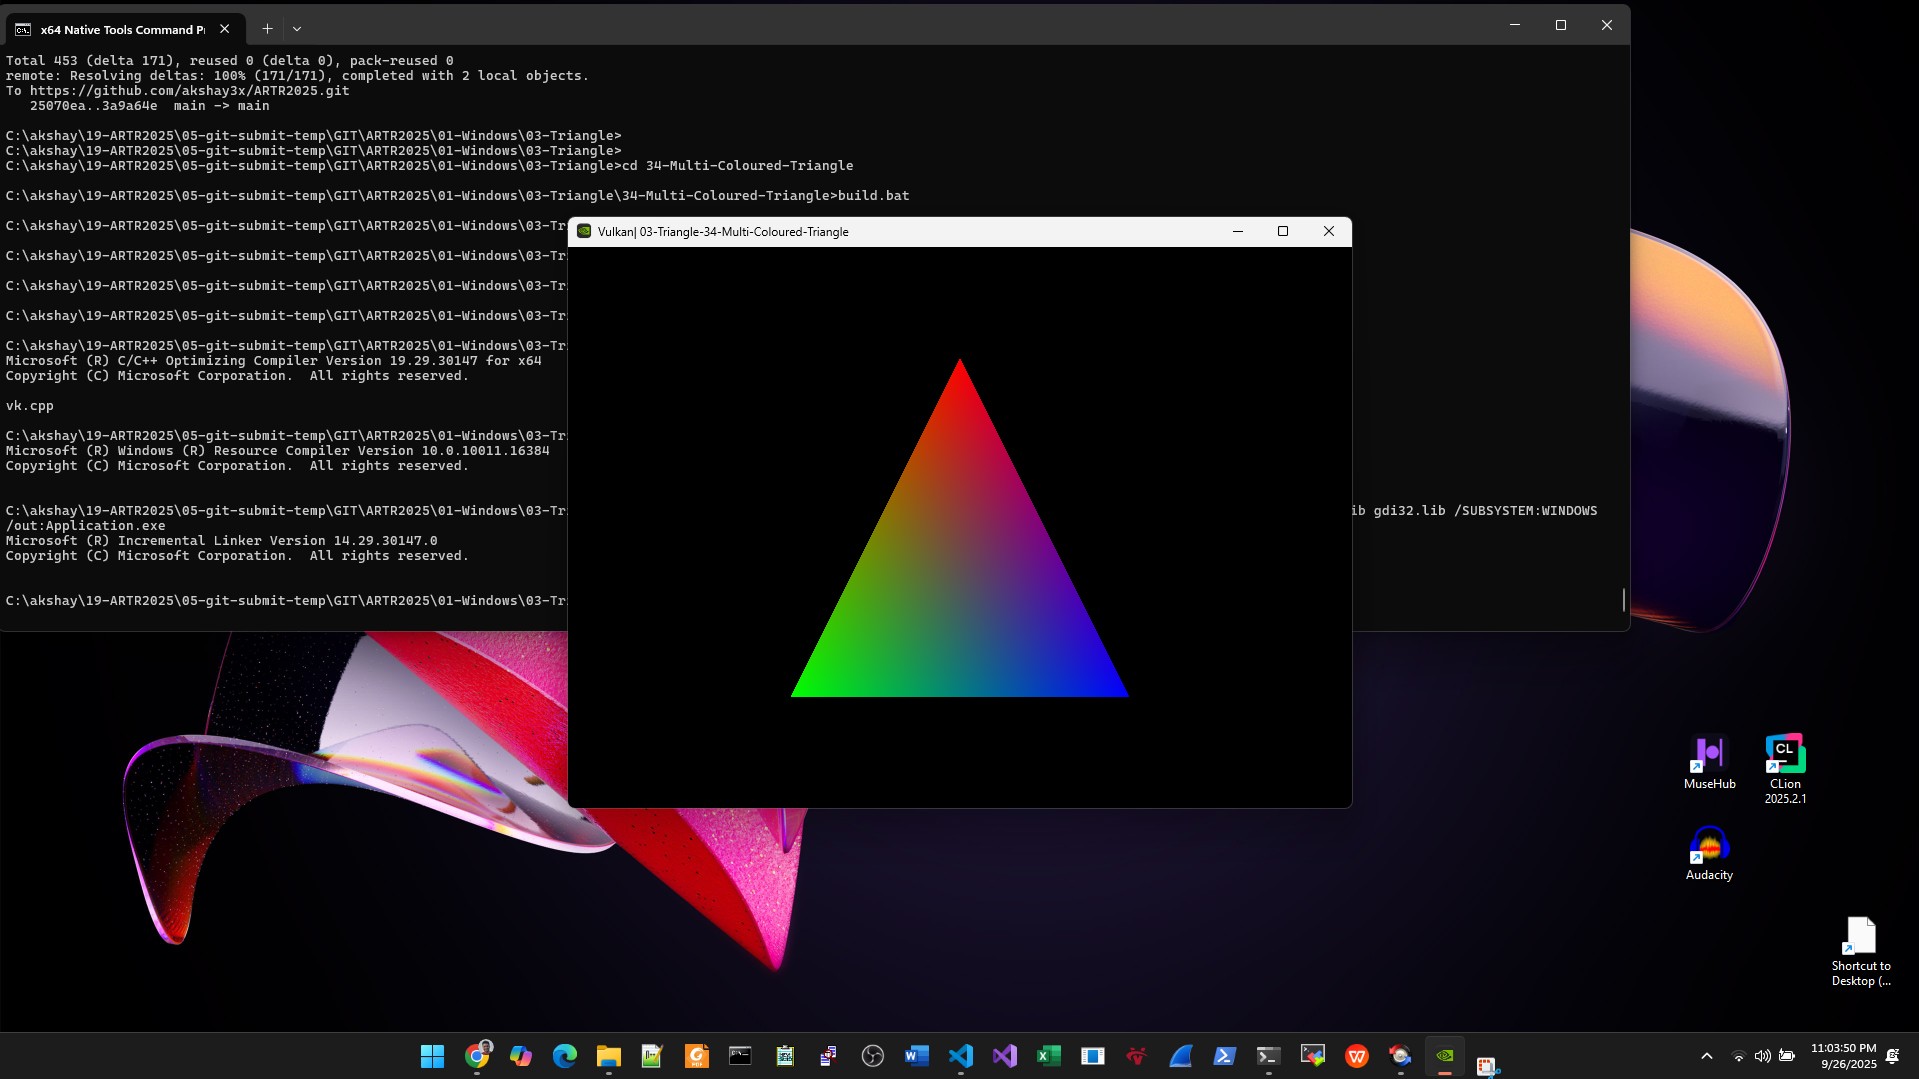 x64 Native Tools Command P
Total 453 (delta 171), reused 0 (delta 0), pack-reused 0
remote: Resolving deltas: 100% (171/171), completed with 2 local objects.
To https://github.com/akshay3x/ARTR2025.git
25070ea..3a9a64e  main -> main
C:\akshay\19-ARTR2025\05-git-submit-temp\GIT\ARTR2025\01-Windows\03-Triangle>
C:\akshay\19-ARTR2025\05-git-submit-temp\GIT\ARTR2025\01-Windows\03-Triangle>
C:\akshay\19-ARTR2025\05-git-submit-temp\GIT\ARTR2025\01-Windows\03-Triangle>cd 34-Multi-Coloured-Triangle
C:\akshay\19-ARTR2025\05-git-submit-temp\GIT\ARTR2025\01-Windows\03-Triangle\34-Multi-Coloured-Triangle>build.bat
C:\akshay\19-ARTR2025\05-git-submit-temp\GIT\ARTR2025\01-Windows\03-Tr
C:\akshay\19-ARTR2025\05-git-submit-temp\GIT\ARTR2025\01-Windows\03-Tr
C:\akshay\19-ARTR2025\05-git-submit-temp\GIT\ARTR2025\01-Windows\03-Tr
C:\akshay\19-ARTR2025\05-git-submit-temp\GIT\ARTR2025\01-Windows\03-Tr
C:\akshay\19-ARTR2025\05-git-submit-temp\GIT\ARTR2025\01-Windows\03-Tr
Microsoft (R) C/C++ Optimizing Compiler Version 19.29.30147 for x64
Copyright (C) Microsoft Corporation.  All rights reserved.
vk.cpp
C:\akshay\19-ARTR2025\05-git-submit-temp\GIT\ARTR2025\01-Windows\03-Tr
Microsoft (R) Windows (R) Resource Compiler Version 10.0.10011.16384
Copyright (C) Microsoft Corporation.  All rights reserved.
C:\akshay\19-ARTR2025\05-git-submit-temp\GIT\ARTR2025\01-Windows\03-Tr
ib gdi32.lib /SUBSYSTEM:WINDOWS
/out:Application.exe
Microsoft (R) Incremental Linker Version 14.29.30147.0
Copyright (C) Microsoft Corporation.  All rights reserved.
C:\akshay\19-ARTR2025\05-git-submit-temp\GIT\ARTR2025\01-Windows\03-Tr
Vulkan| 03-Triangle-34-Multi-Coloured-Triangle
MuseHub
CL
CLion
2025.2.1
Audacity
Shortcut to
Desktop (...
11:03:50 PM
9/26/2025